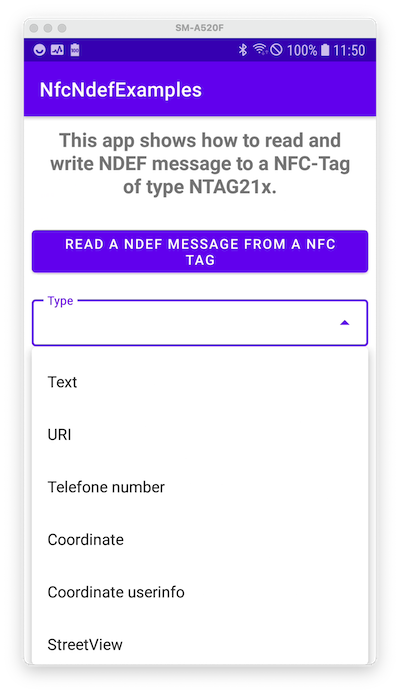 SM-A520F
100% 11:50
NfcNdefExamples
This app shows how to read and
write NDEF message to a NFC-Tag
of type NTAG21x.
READ A NDEF MESSAGE FROM A NFC
TAG
Type
Text
URI
Telefone number
Coordinate
Coordinate userinfo
StreetView